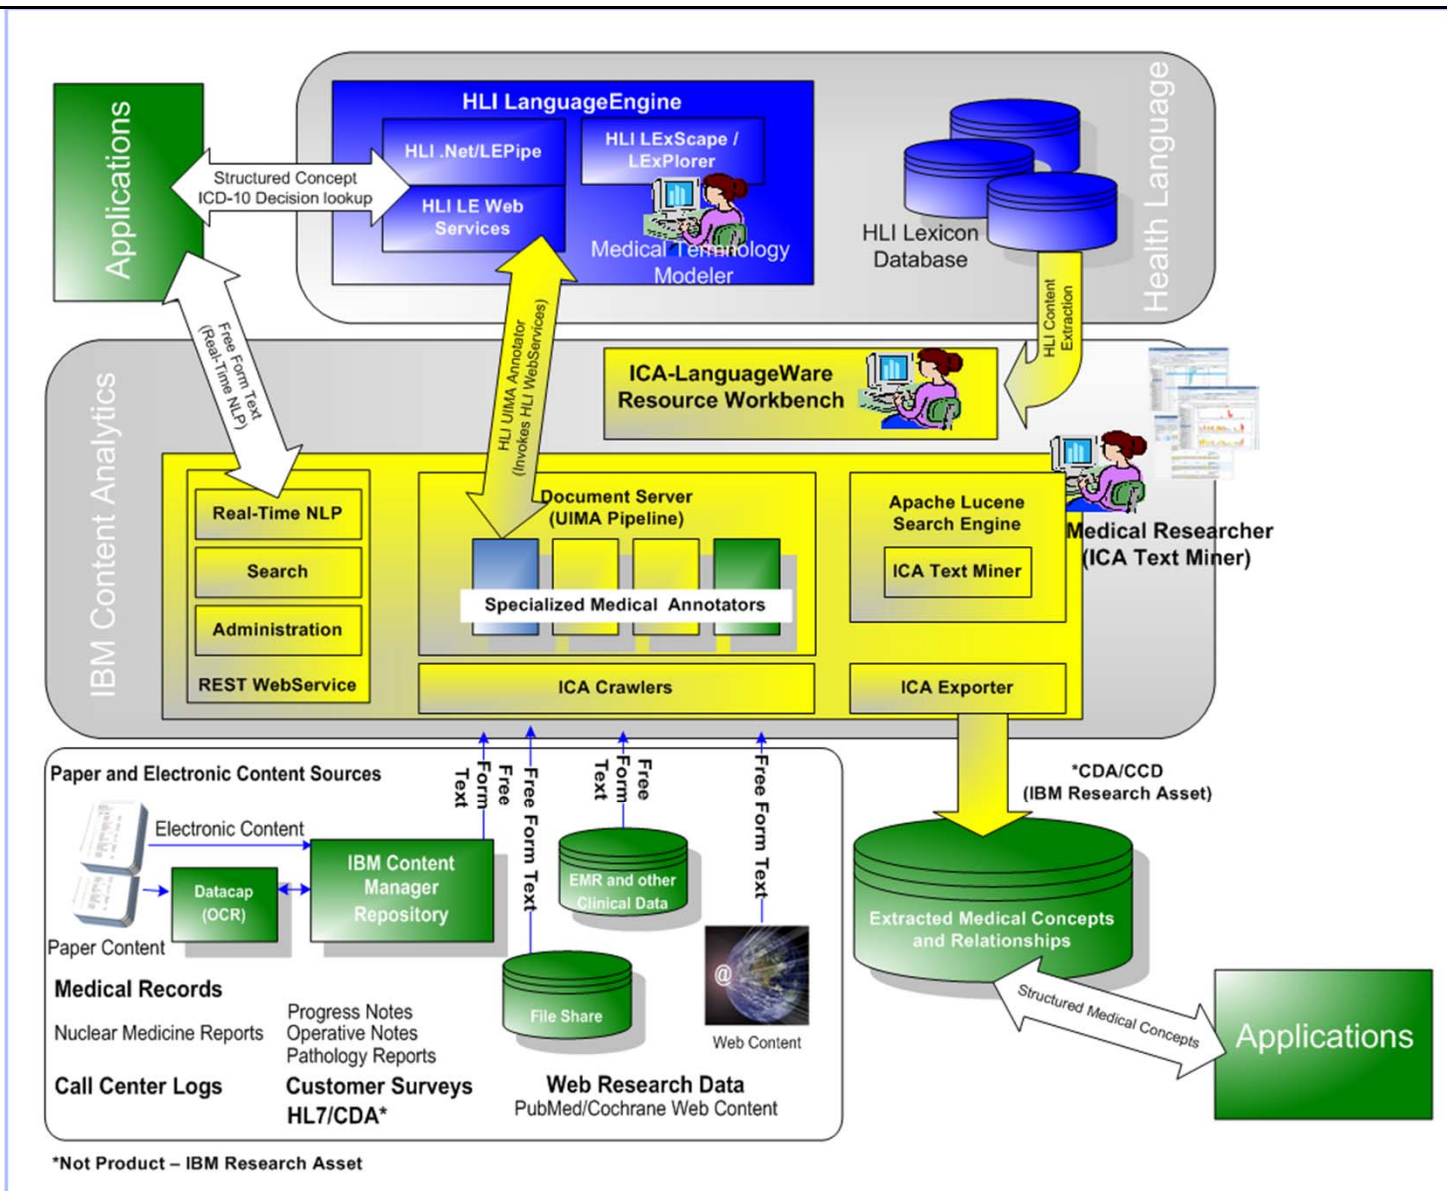 Applications
Structured Concept
ICD-10 Decision lookup
HLI LanguageEngine
HLI .Net/LEPipe
HLI LE Web
Services
HLI LExScape /
LExPlorer
Medical Termnology
Modeler
HLI Lexicon
Database
Health Language
Free Form Text
(Real-Time NLP)
HLI UIMA Annotator
(Invokes HLI WebServices)
HLI Content
Extraction
IBM Content Analytics
ICA-LanguageWare
Resource Workbench
Real-Time NLP
Search
Administration
REST WebService
Document Server
(UIMA Pipeline)
Specialized Medical Annotators
ICA Crawlers
Apache Lucene
Search Engine
ICA Text Miner
ICA Exporter
Medical Researcher
(ICA Text Miner)
Paper and Electronic Content Sources
Electronic Content
Paper Content
Datacap
(OCR)
IBM Content
Manager
Repository
Free
Form
Text
Free Form Text
Free
Form
Text
Free Form Text
EMR and other
Clinical Data
File Share
@
Web Content
Medical Records
Nuclear Medicine Reports
Progress Notes
Operative Notes
Pathology Reports
Call Center Logs
Customer Surveys
HL7/CDA*
Web Research Data
PubMed/Cochrane Web Content
*CDA/CCD
(IBM Research Asset)
Extracted Medical Concepts
and Relationships
Structured Medical Concepts
Applications
*Not Product – IBM Research Asset